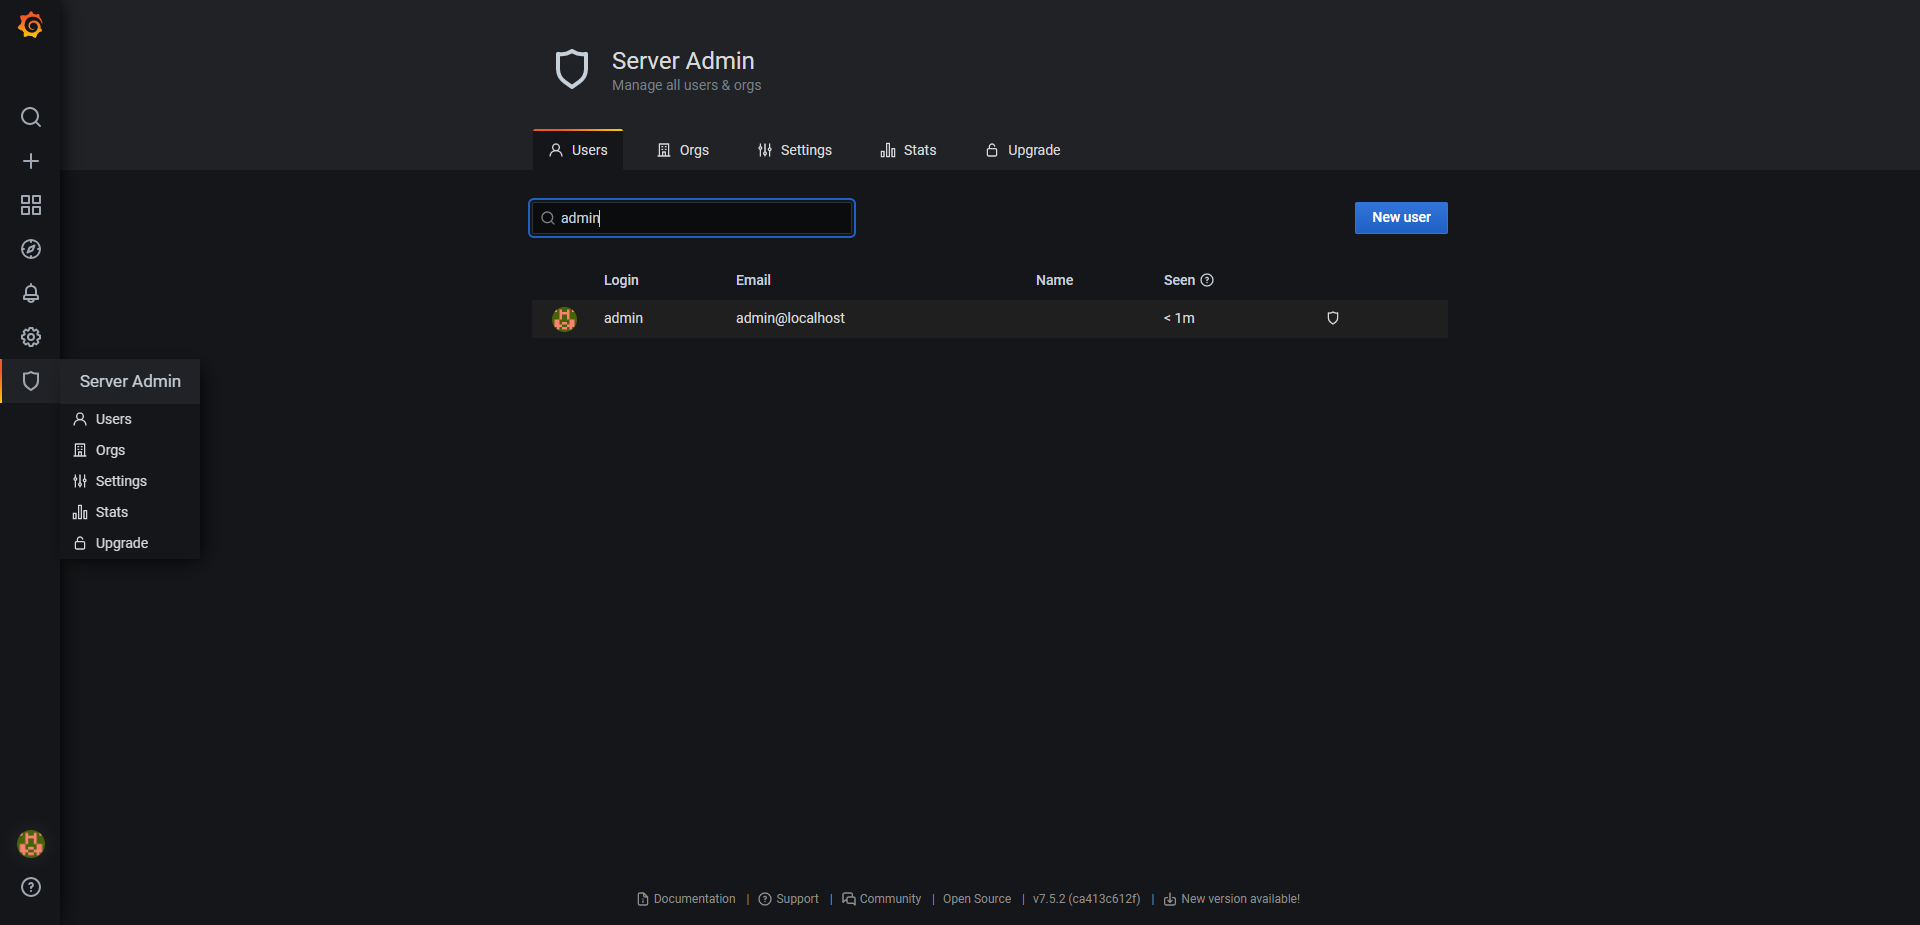 Server Admin
Manage all users & orgs
Users Orgs Settings Stats Upgrade
admin New user
Login Email Name Seen
admin admin@localhost < 1m
Server Admin
Users
Orgs
Settings
Stats
Upgrade
Documentation | Support | Community | Open Source | v7.5.2 (ca413c612f) | New version available!